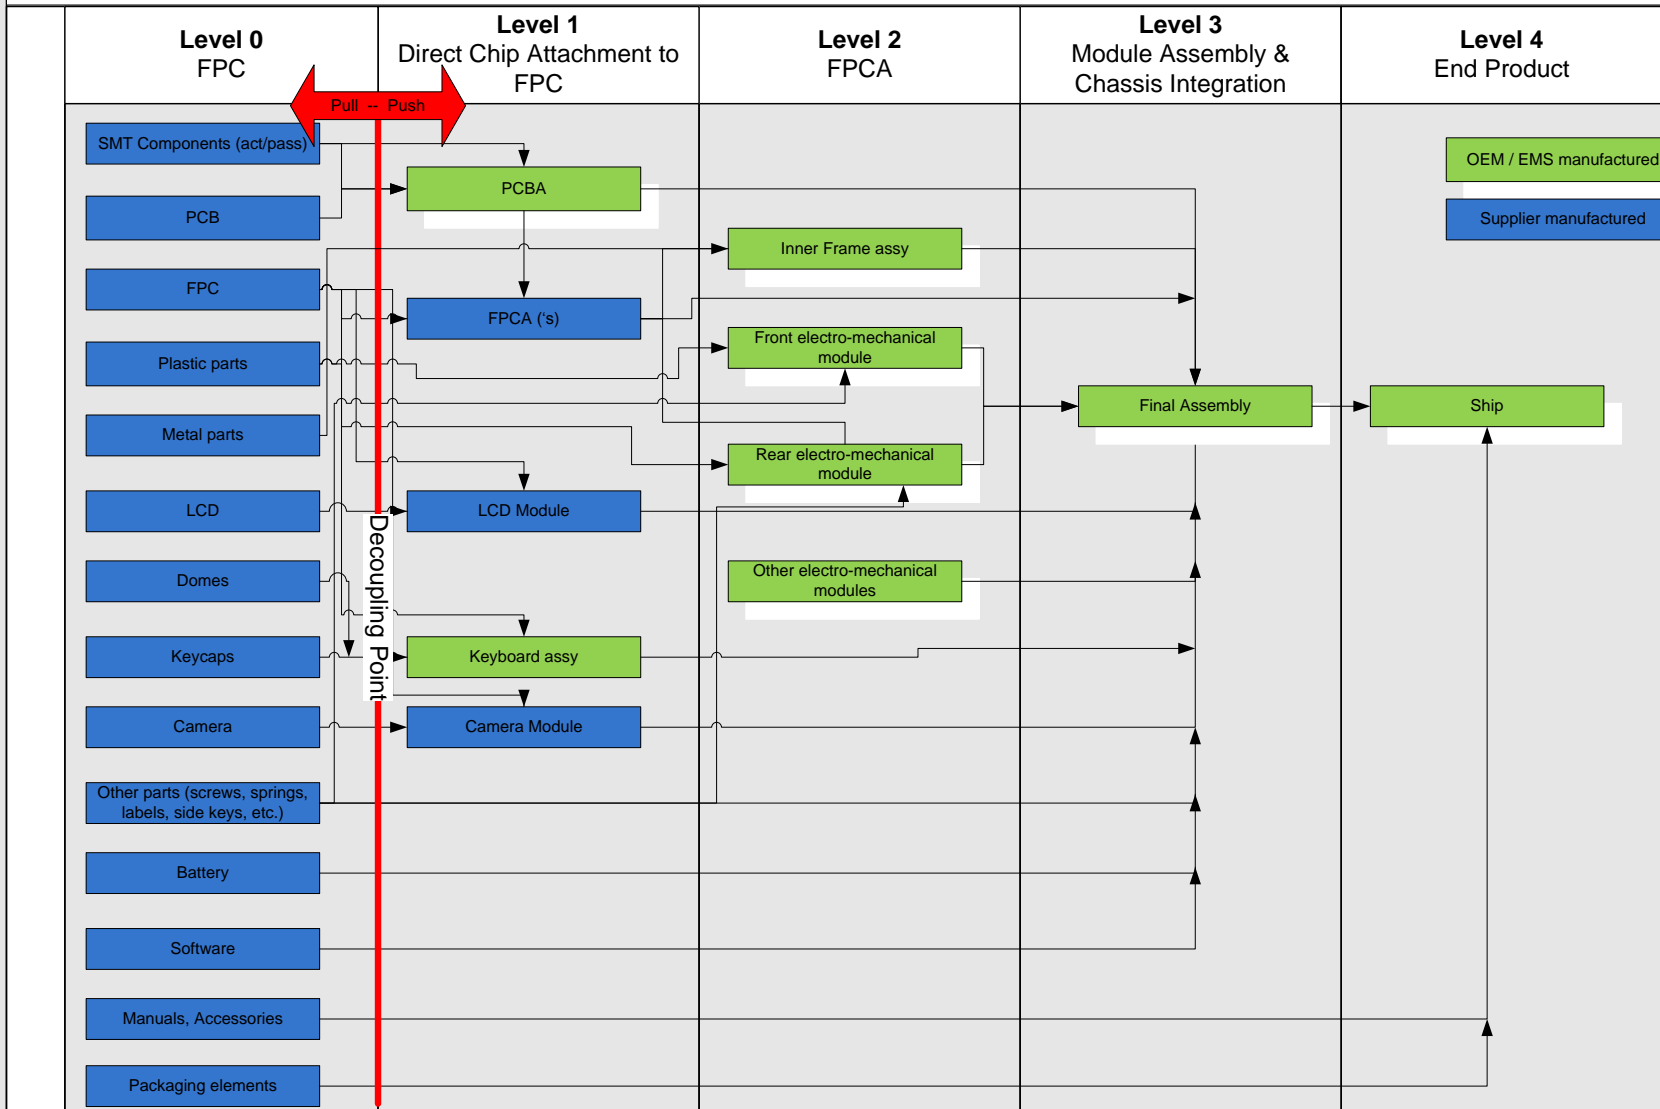 Level 0
FPC
Level 1
Direct Chip Attachment to
FPC
Level 2
FPCA
Level 3
Module Assembly &
Chassis Integration
Level 4
End Product
Pull -- Push
SMT Components (act/pass)
PCB
FPC
Plastic parts
Metal parts
LCD
Domes
Keycaps
Camera
Other parts (screws, springs,
labels, side keys, etc.)
Battery
Software
Manuals, Accessories
Packaging elements
Decoupling Point
PCBA
FPCA (‘s)
LCD Module
Keyboard assy
Camera Module
Inner Frame assy
Front electro-mechanical
module
Rear electro-mechanical
module
Other electro-mechanical
modules
Final Assembly
Ship
OEM / EMS manufactured
Supplier manufactured